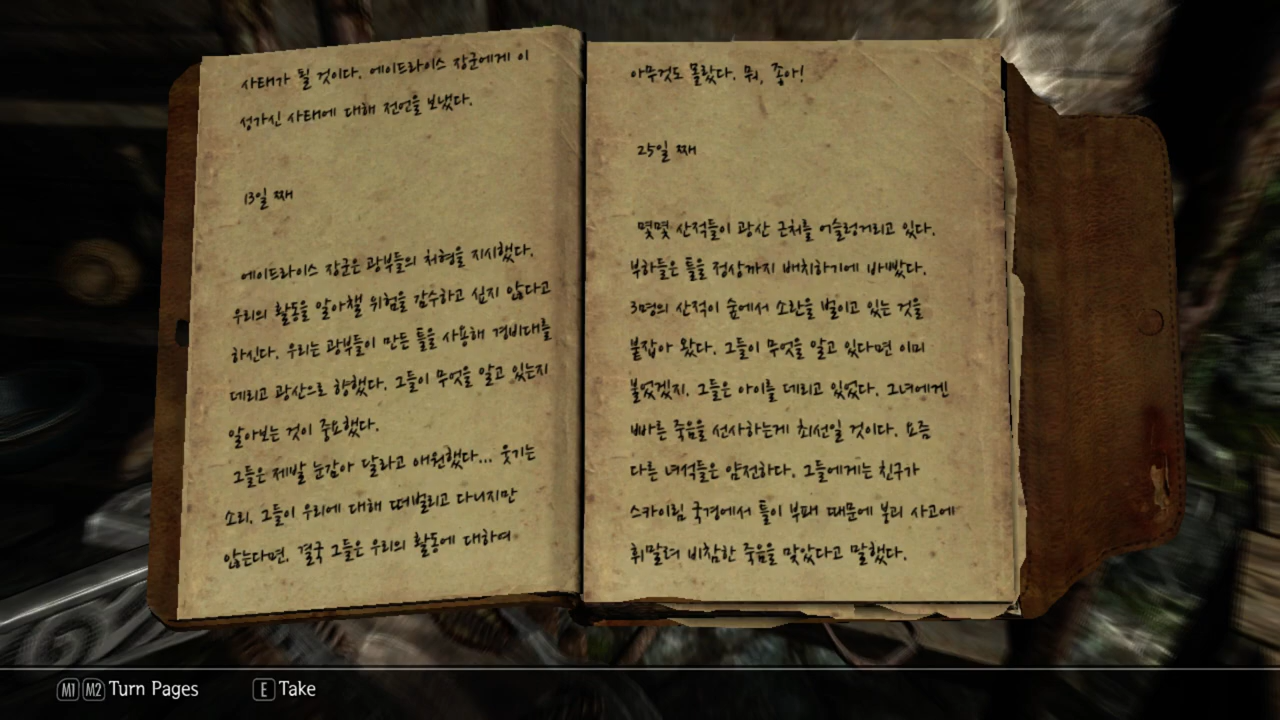 사태가 될 것이다. 에이드라이스 장군에게 이
성가신 사태에 대해 전언을 보냈다.
13일 째
에이드라이스 장군은 광부들의 처형을 지시했다.
우리의 활동을 알아챌 위험을 감수하고 싶지 않다고
하신다. 우리는 광부들이 만든 틀을 사용해 경비대를
데리고 광산으로 향했다. 그들이 무엇을 알고 있는지
알아보는 것이 중요했다.
그들은 제발 눈감아 달라고 애원했다... 웃기는
소리. 그들이 우리에 대해 떠벌리고 다니지만
않는다면. 결국 그들은 우리의 활동에 대하여
아무것도 몰랐다. 뭐, 좋아!
25일 째
몇몇 산적들이 광산 근처를 어슬렁거리고 있다.
부하들은 틀을 정상까지 배치하기에 바빴다.
3명의 산적이 숲에서 소란을 벌이고 있는 것을
붙잡아 왔다. 그들이 무엇을 알고 있다면 이미
불었겠지. 그들은 아이를 데리고 있었다. 그녀에겐
빠른 죽음을 선사하는게 최선일 것이다. 요즘
다른 녀석들은 얌전하다. 그들에게는 친구가
스카이림 국경에서 틀이 부패 때문에 붕괴 사고에
휘말려 비참한 죽음을 맞았다고 말했다.
M1 M2 Turn Pages E Take